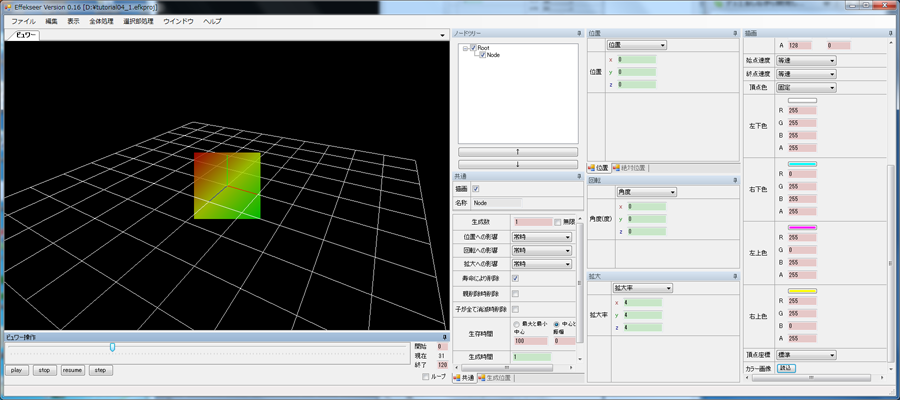 Effekseer Version 0.16 [D:¥tutorial04_1.efkproj]
ファイル 編集 表示 全体処理 選択部処理 ウインドウ ヘルプ
ビュワー
ビュワー操作
開始 0
現在 31
終了 120
play stop resume step
ループ
ノードツリー
Root
Node
↑
↓
共通
描画
名称 Node
生成数 1 無限
位置への影響 常時
回転への影響 常時
拡大への影響 常時
寿命により削除
親削除時削除
子が全て消滅時削除
生存時間
最大と最小 中心と
中心 振幅
100 0
生成時間 1
共通 生成位置
位置
位置
位置
x 0
y 0
z 0
位置 絶対位置
回転
角度
角度(度)
x 0
y 0
z 0
拡大
拡大率
拡大率
x 4
y 4
z 4
描画
A 128 0
始点速度 等速
終点速度 等速
頂点色 固定
左下色
R 255
G 255
B 255
A 255
右下色
R 0
G 255
B 255
A 255
左上色
R 255
G 0
B 255
A 255
右上色
R 255
G 255
B 0
A 255
頂点座標 標準
カラー画像 読込